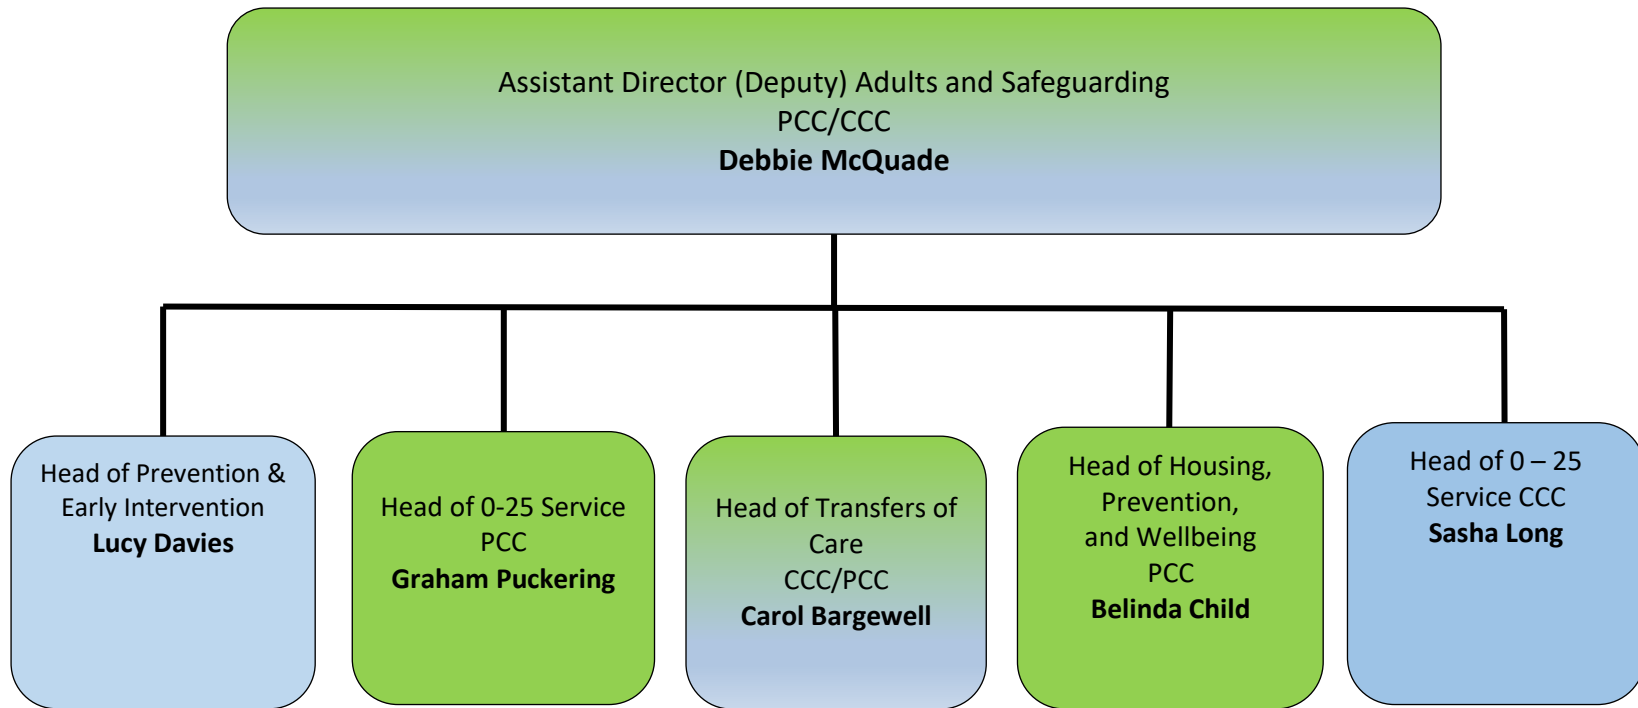 Assistant Director (Deputy) Adults and Safeguarding
PCC/CCC
Debbie McQuade
Head of Prevention &
Early Intervention
Lucy Davies
Head of 0-25 Service
PCC
Graham Puckering
Head of Transfers of
Care
CCC/PCC
Carol Bargewell
Head of Housing,
Prevention,
and Wellbeing
PCC
Belinda Child
Head of 0 – 25
Service CCC
Sasha Long